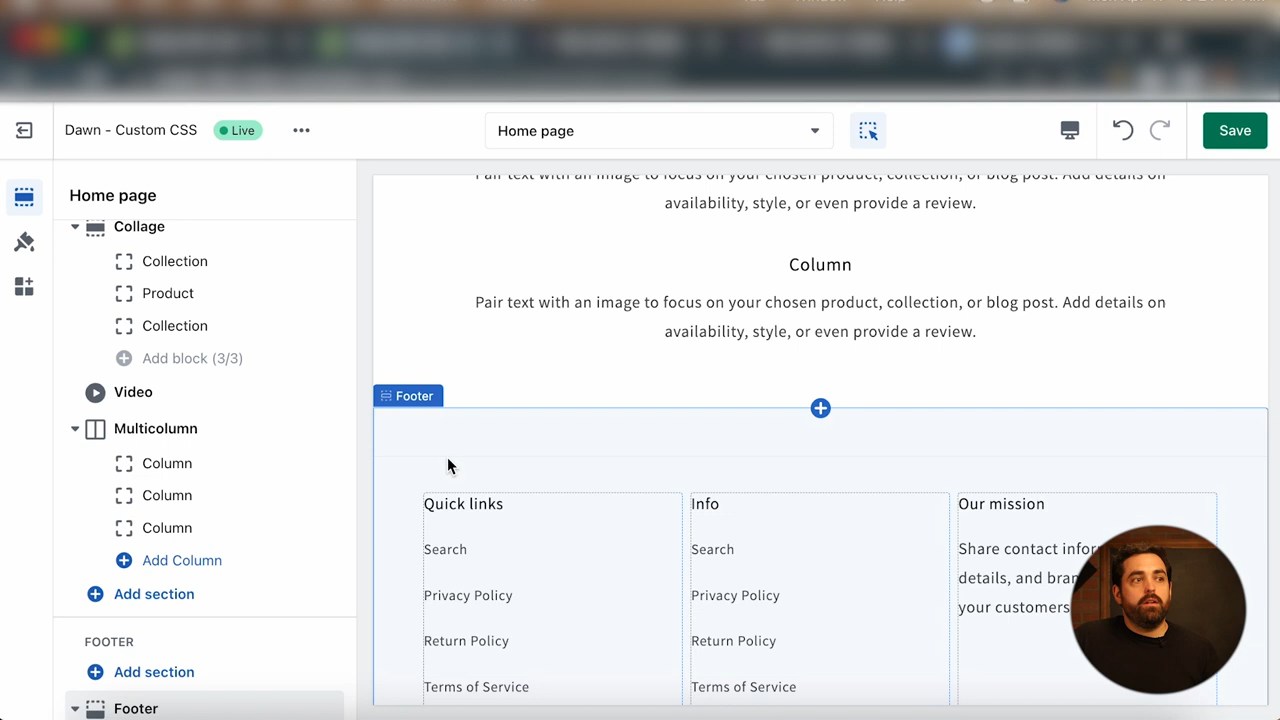 Dawn - Custom CSS
Live
Home page
Save
Home page
Collage
Collection
Product
Collection
Add block (3/3)
Video
Multicolumn
Column
Column
Column
Add Column
Add section
FOOTER
Add section
Footer
Pair text with an image to focus on your chosen product, collection, or blog post. Add details on
availability, style, or even provide a review.
Column
Pair text with an image to focus on your chosen product, collection, or blog post. Add details on
availability, style, or even provide a review.
Footer
Quick links
Search
Privacy Policy
Return Policy
Terms of Service
Info
Search
Privacy Policy
Return Policy
Terms of Service
Our mission
Share contact
details, and
your customers